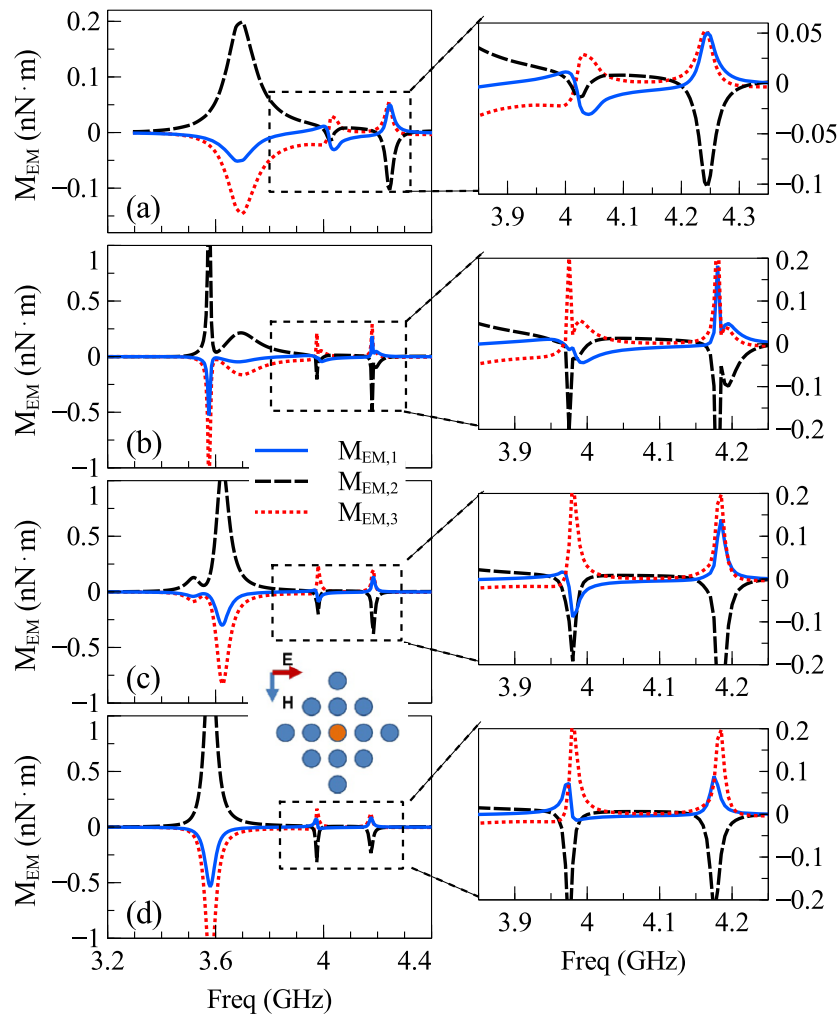 M_EM (nN·m)
0.2
0.1
0
−0.1
(a)
0.05
0
−0.05
−0.1
3.9 4 4.1 4.2 4.3
M_EM (nN·m)
1
0.5
0
−0.5
−1
(b)
0.2
0.1
0
−0.1
−0.2
3.9 4 4.1 4.2
M_EM,1
M_EM,2
M_EM,3
M_EM (nN·m)
1
0.5
0
−0.5
−1
(c)
0.2
0.1
0
−0.1
−0.2
3.9 4 4.1 4.2
E
H
M_EM (nN·m)
1
0.5
0
−0.5
−1
(d)
0.2
0.1
0
−0.1
−0.2
3.2 3.6 4 4.4
3.9 4 4.1 4.2
Freq (GHz)
Freq (GHz)